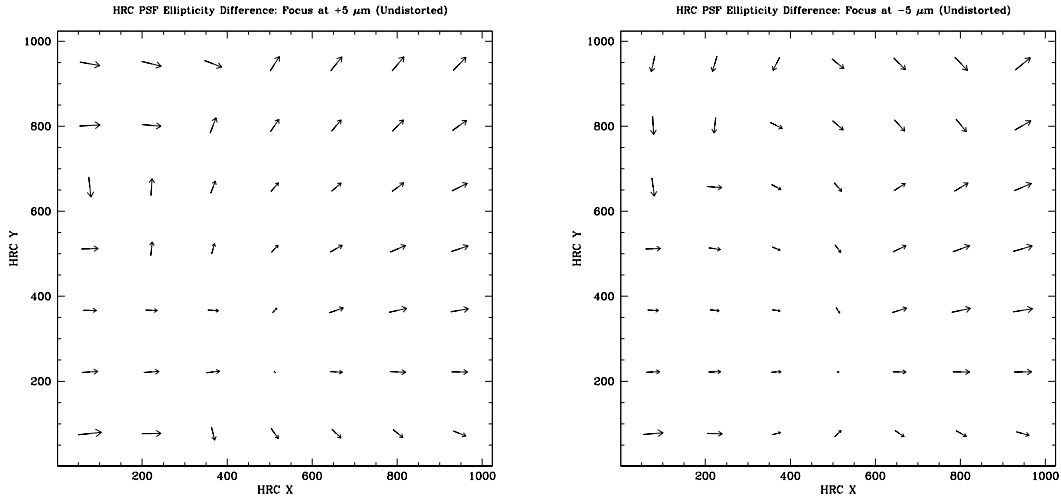 HRC PSF Ellipticity Difference: Focus at +5 μm (Undistorted)
1000
800
600
400
200
HRC Y
200 400 600 800 1000
HRC X
HRC PSF Ellipticity Difference: Focus at −5 μm (Undistorted)
1000
800
600
400
200
HRC Y
200 400 600 800 1000
HRC X